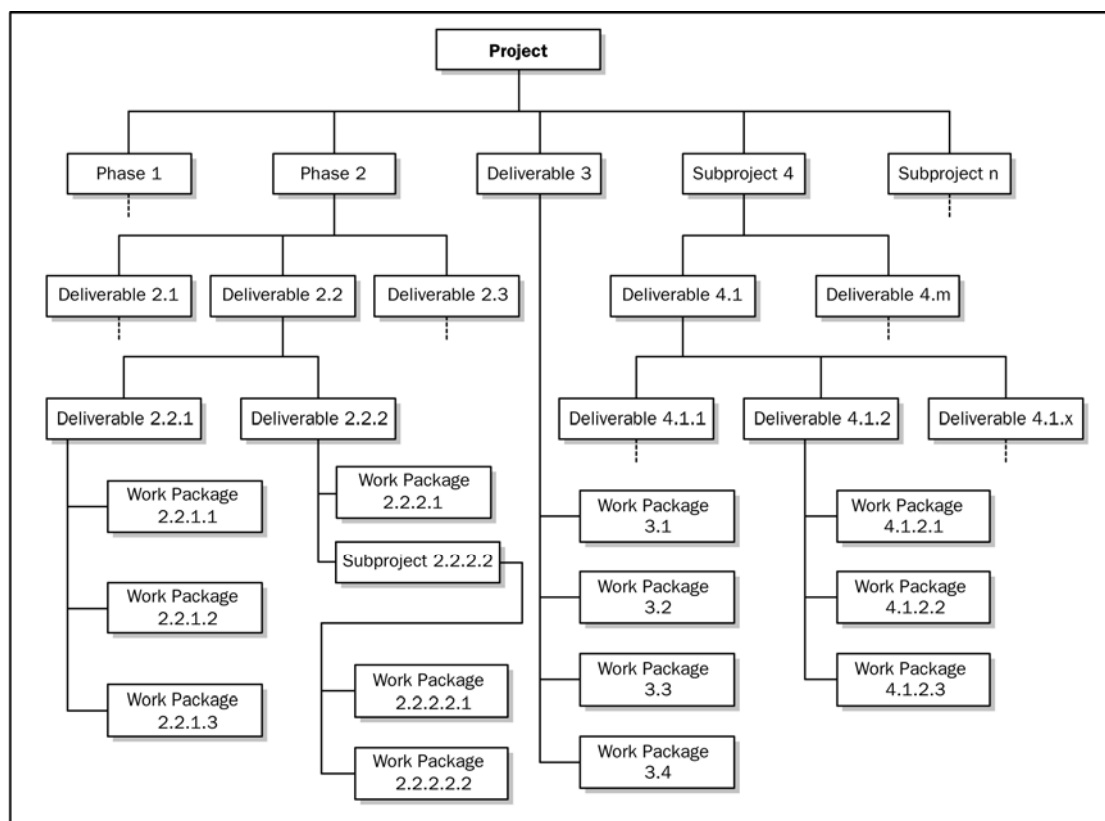 Project
Phase 1
Phase 2
Deliverable 3
Subproject 4
Subproject n
Deliverable 2.1
Deliverable 2.2
Deliverable 2.3
Deliverable 4.1
Deliverable 4.m
Deliverable 2.2.1
Deliverable 2.2.2
Deliverable 4.1.1
Deliverable 4.1.2
Deliverable 4.1.x
Work Package
2.2.1.1
Work Package
2.2.1.2
Work Package
2.2.1.3
Work Package
2.2.2.1
Subproject 2.2.2.2
Work Package
2.2.2.2.1
Work Package
2.2.2.2.2
Work Package
3.1
Work Package
3.2
Work Package
3.3
Work Package
3.4
Work Package
4.1.2.1
Work Package
4.1.2.2
Work Package
4.1.2.3